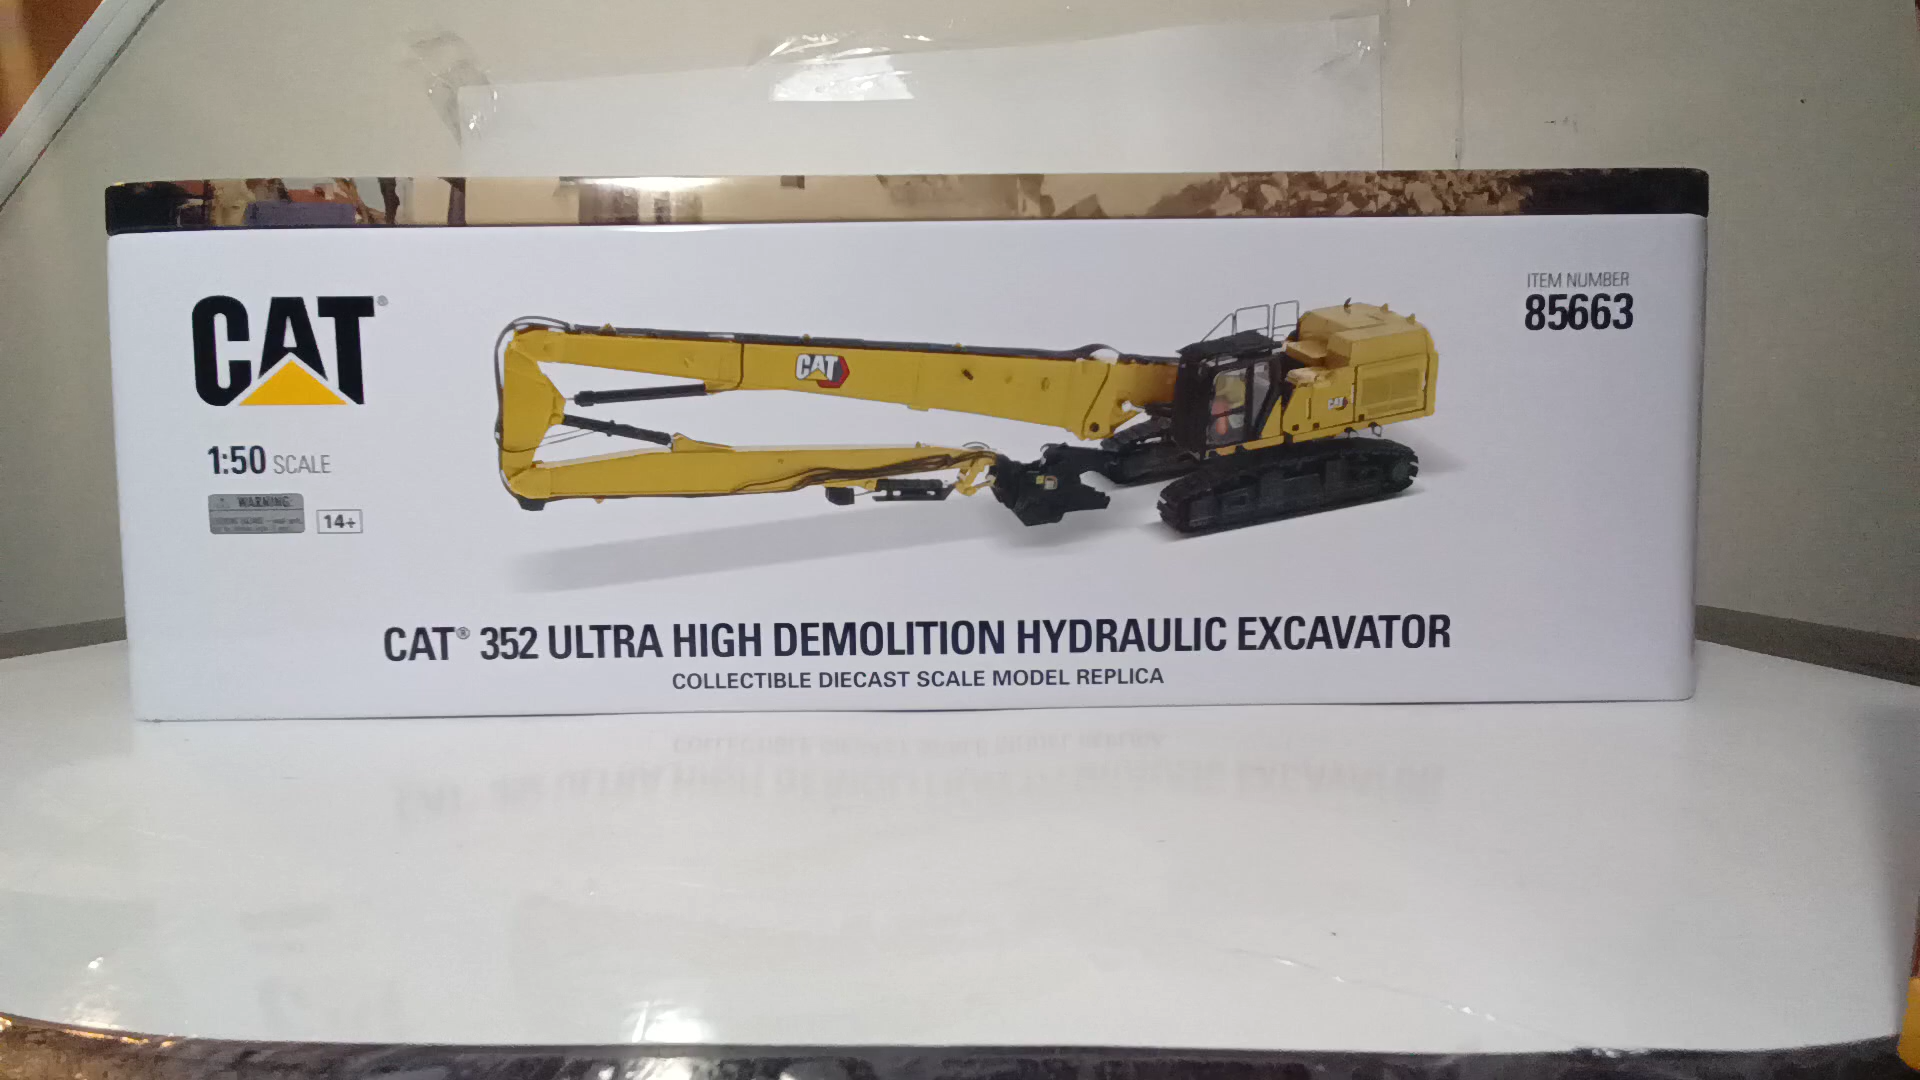 CAT®
1:50 SCALE
WARNING:
14+
CAT
CAT
ITEM NUMBER
85663
CAT® 352 ULTRA HIGH DEMOLITION HYDRAULIC EXCAVATOR
COLLECTIBLE DIECAST SCALE MODEL REPLICA